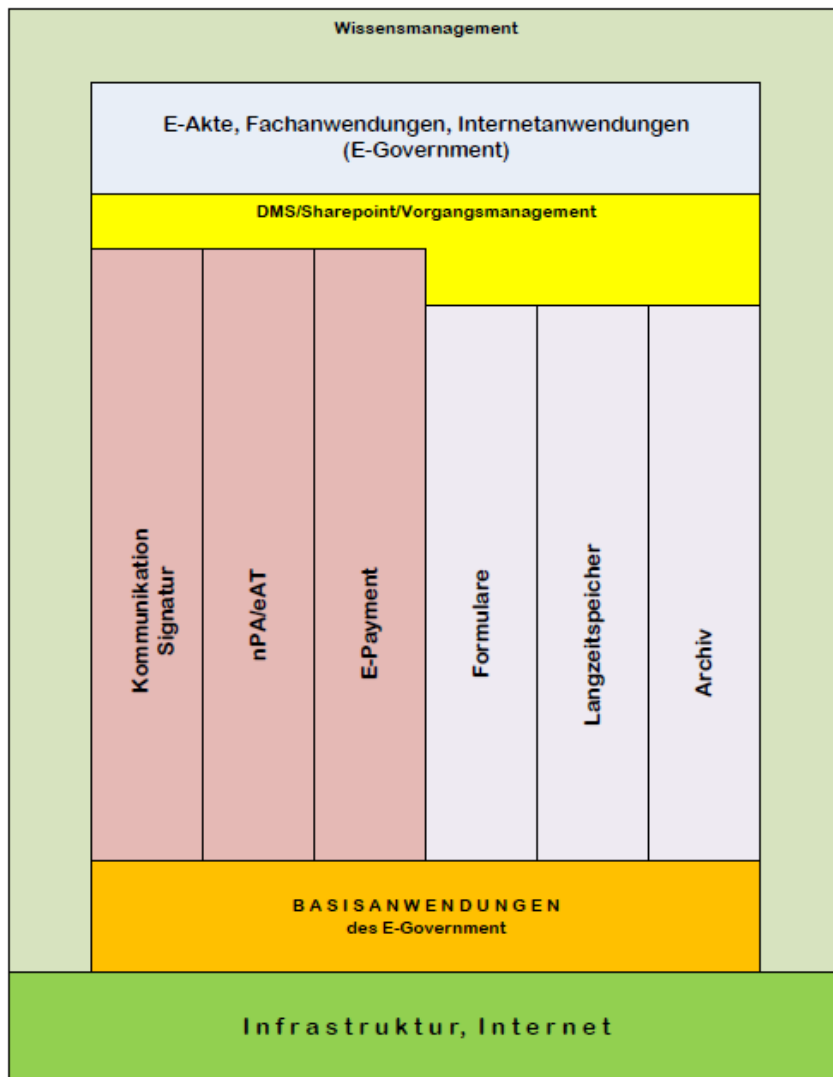 Wissensmanagement
E-Akte, Fachanwendungen, Internetanwendungen
(E-Government)
DMS/Sharepoint/Vorgangsmanagement
Kommunikation
Signatur
nPA/eAT
E-Payment
Formulare
Langzeitspeicher
Archiv
BASISANWENDUNGEN
des E-Government
Infrastruktur, Internet